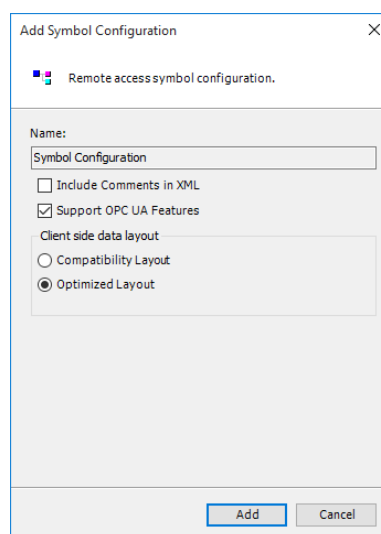 Add Symbol Configuration
Remote access symbol configuration.
Name:
Symbol Configuration
Include Comments in XML
Support OPC UA Features
Client side data layout
Compatibility Layout
Optimized Layout
Add Cancel